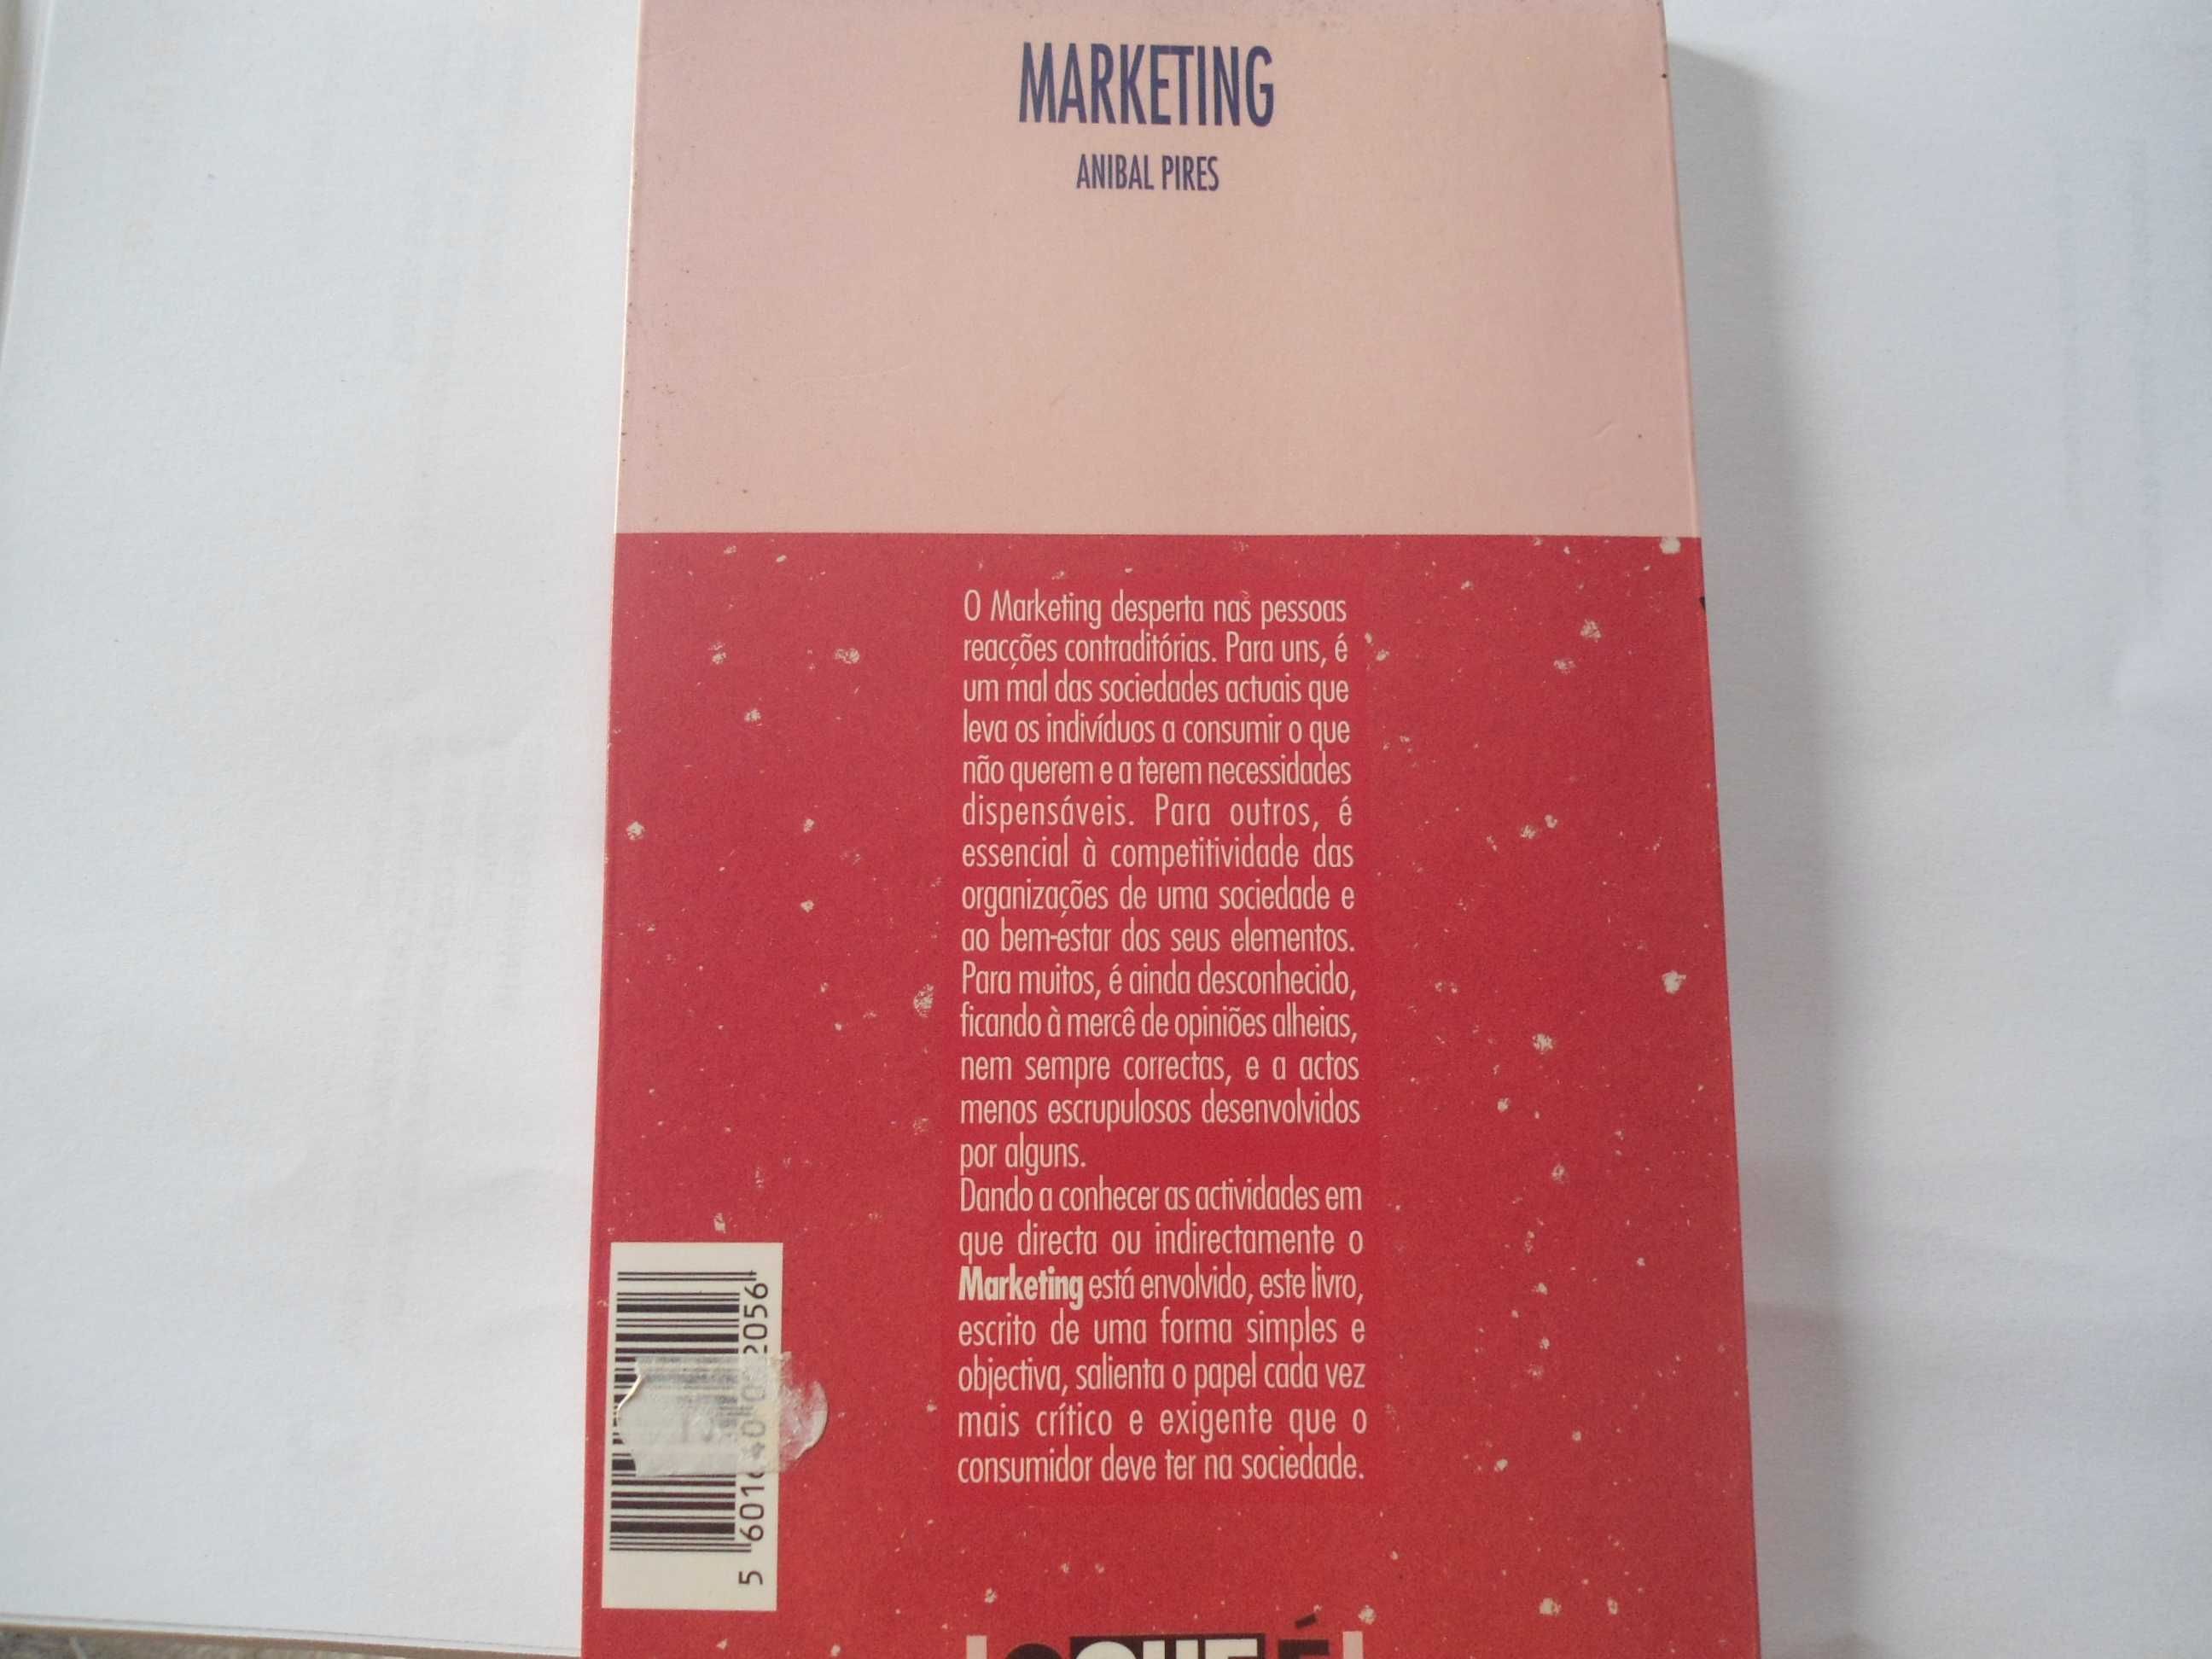 MARKETING
ANIBAL PIRES
O Marketing desperta nas pessoas
reacções contraditórias. Para uns, é
um mal das sociedades actuais que
leva os indivíduos a consumir o que
não querem e a terem necessidades
dispensáveis. Para outros, é
essencial à competitividade das
organizações de uma sociedade e
ao bem-estar dos seus elementos.
Para muitos, é ainda desconhecido,
ficando à mercê de opiniões alheias,
nem sempre correctas, e a actos
menos escrupulosos desenvolvidos
por alguns.
Dando a conhecer as actividades em
que directa ou indirectamente o
Marketing está envolvido, este livro,
escrito de uma forma simples e
objectiva, salienta o papel cada vez
mais crítico e exigente que o
consumidor deve ter na sociedade.
O QUE É